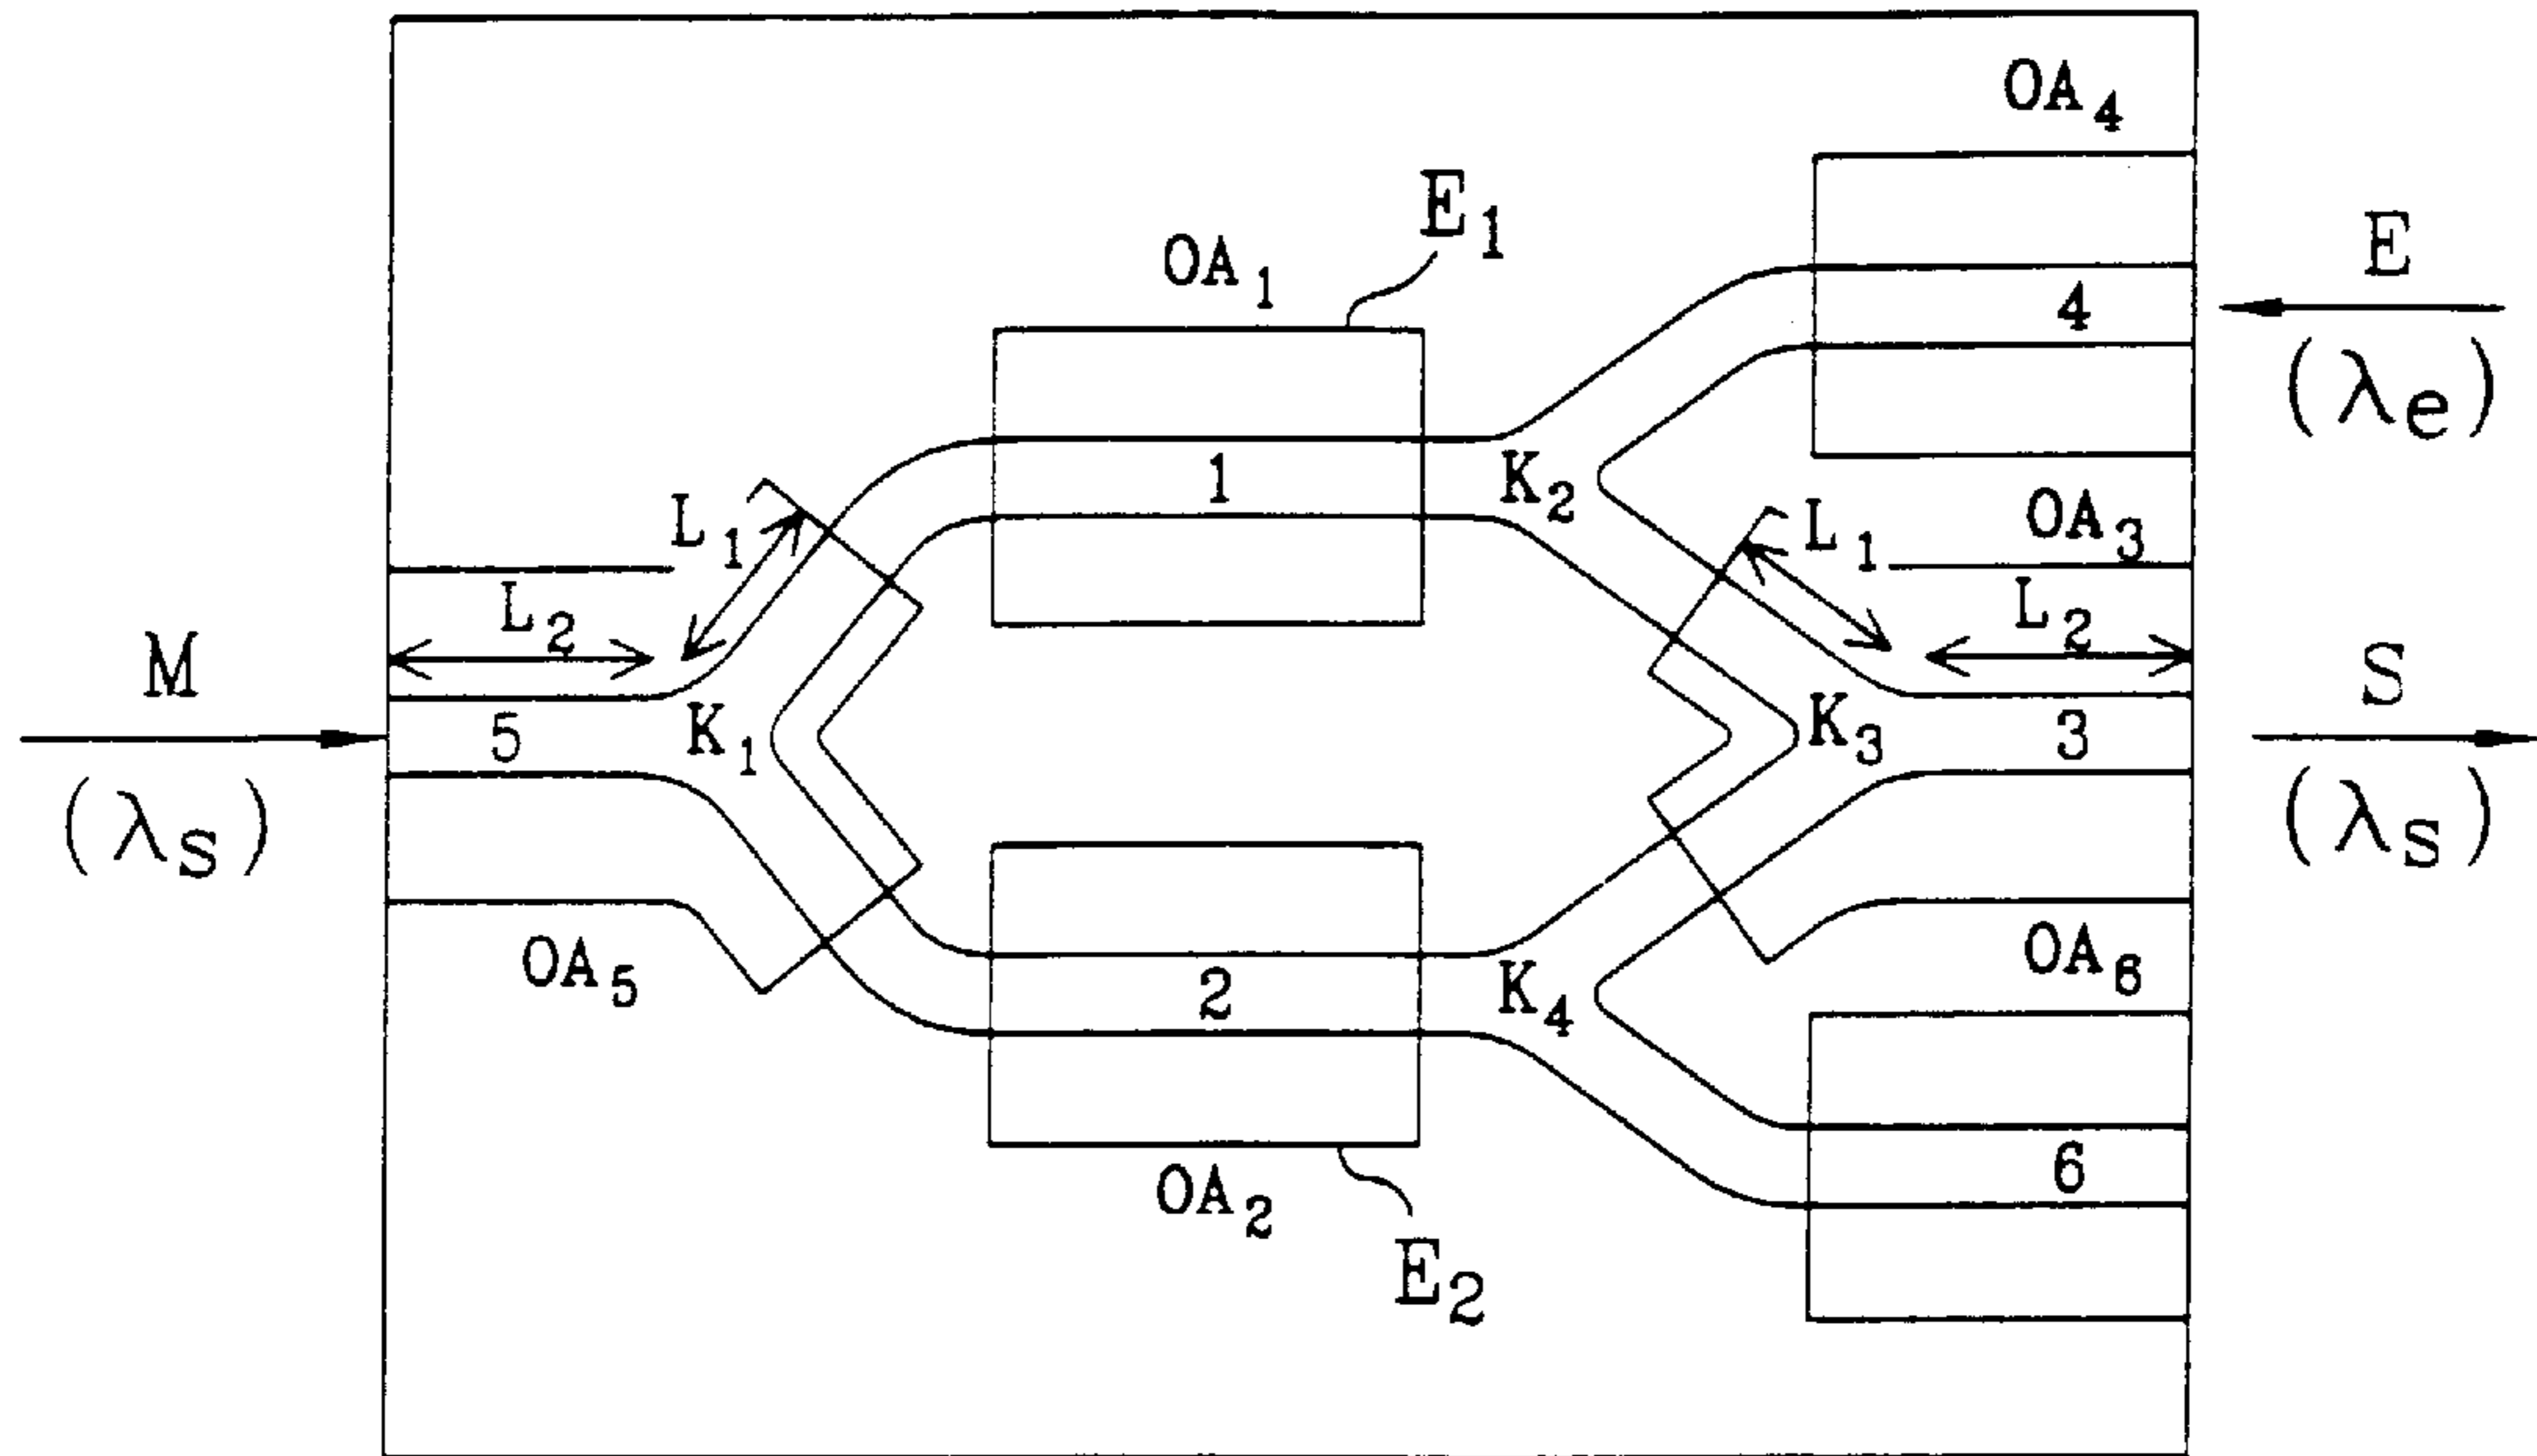 OA₄
E₁
OA₁
E
4
(λe)
1
K₂
L₁
L₁
OA₃
L₂
L₂
M
S
5
K₁
K₃
3
(λs)
(λs)
OA₅
2
K₄
OA₆
OA₂
6
E₂